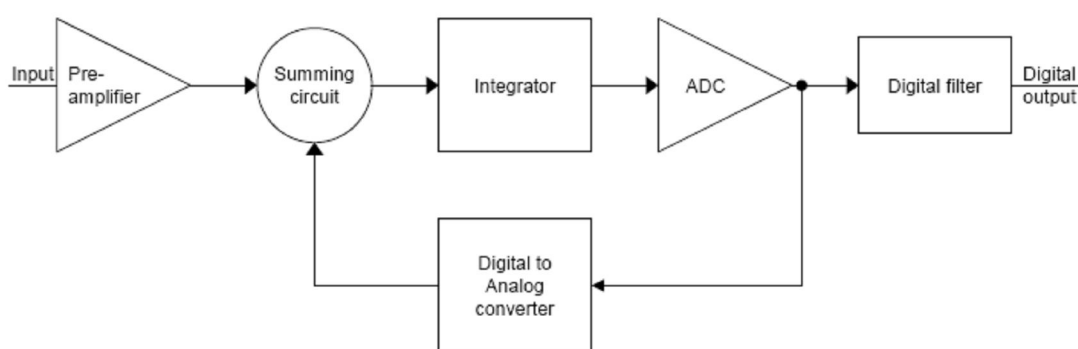 Input
Pre-
amplifier
Summing
circuit
Integrator
ADC
Digital filter
Digital
output
Digital to
Analog
converter